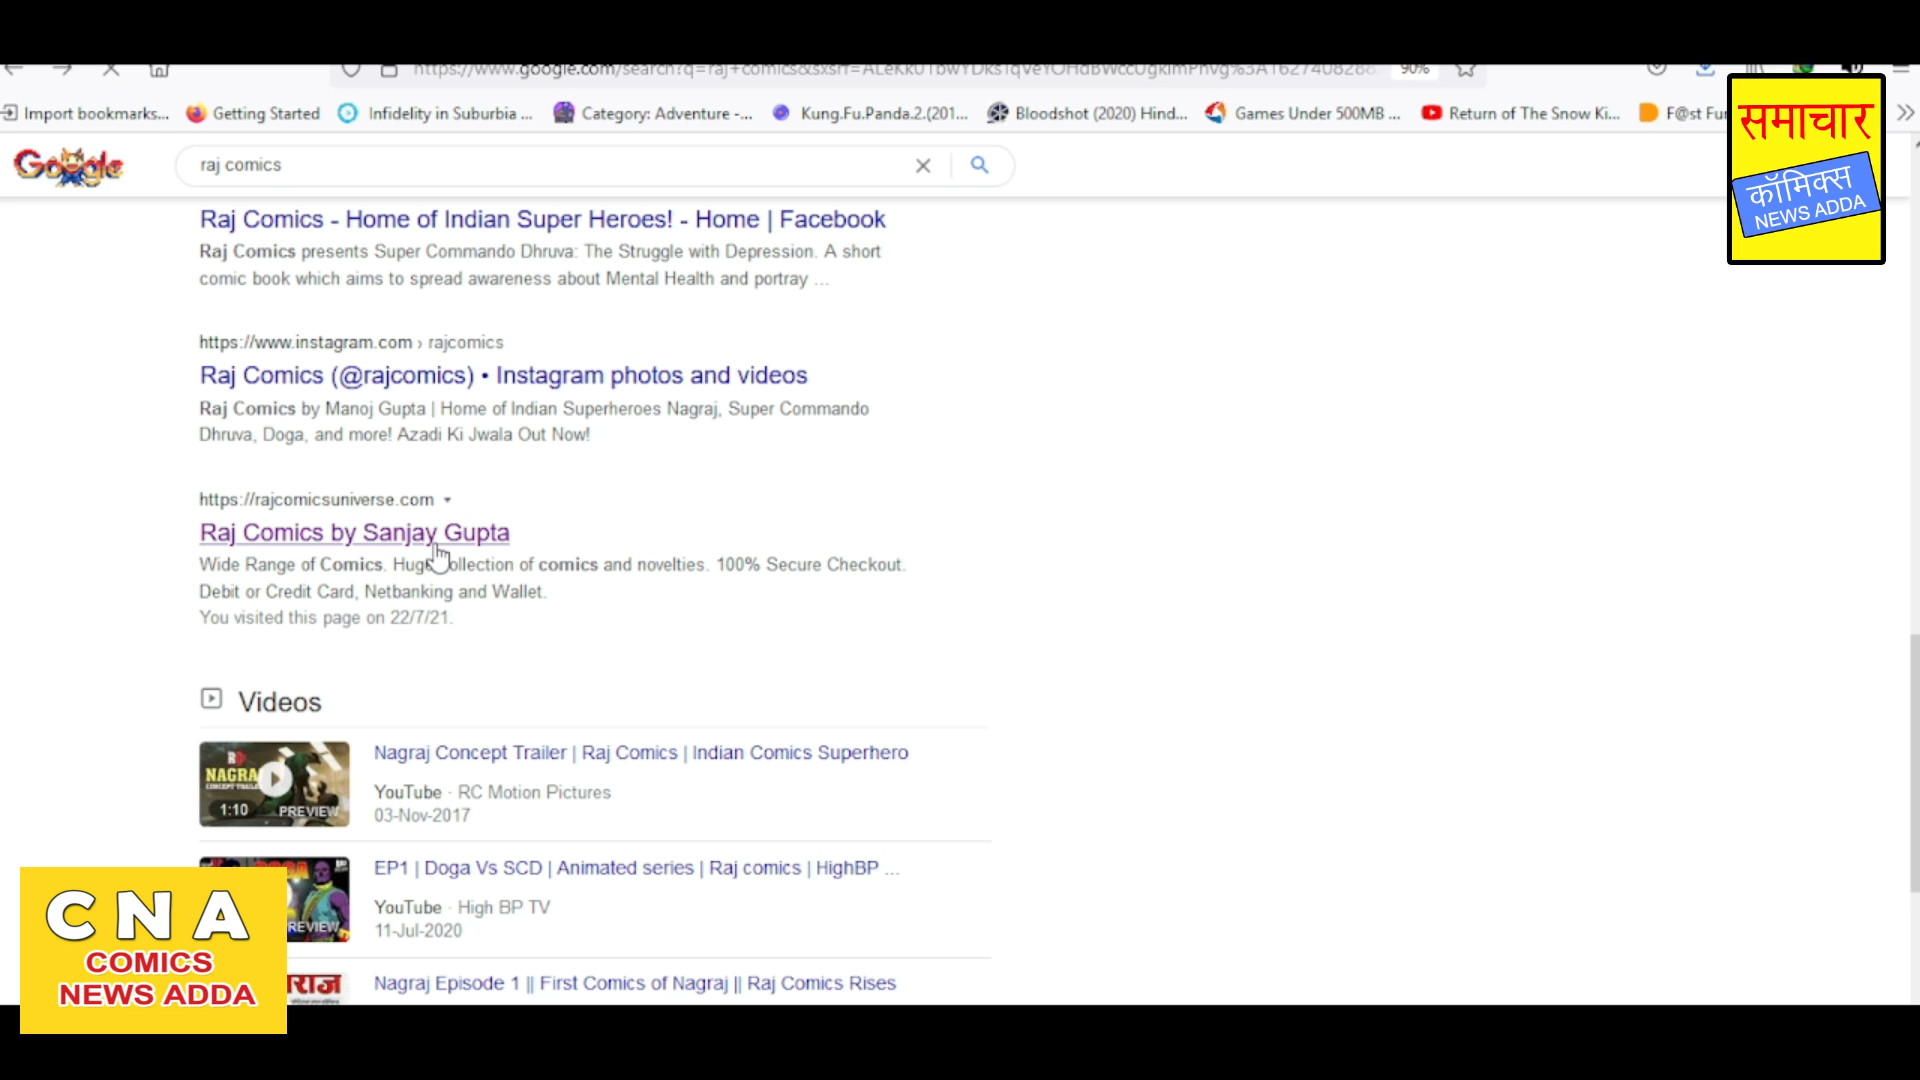 90%
Import bookmarks...
Getting Started
Infidelity in Suburbia ...
Category: Adventure -...
Kung.Fu.Panda.2.(201...
Bloodshot (2020) Hind...
Games Under 500MB ...
Return of The Snow Ki...
F@st Fu
समाचार
कॉमिक्स
NEWS ADDA
Google
raj comics
Raj Comics - Home of Indian Super Heroes! - Home | Facebook
Raj Comics presents Super Commando Dhruva: The Struggle with Depression. A short
comic book which aims to spread awareness about Mental Health and portray ...
https://www.instagram.com › rajcomics
Raj Comics (@rajcomics) • Instagram photos and videos
Raj Comics by Manoj Gupta | Home of Indian Superheroes Nagraj, Super Commando
Dhruva, Doga, and more! Azadi Ki Jwala Out Now!
https://rajcomicsuniverse.com
Raj Comics by Sanjay Gupta
Wide Range of Comics. Huge collection of comics and novelties. 100% Secure Checkout.
Debit or Credit Card, Netbanking and Wallet.
You visited this page on 22/7/21.
Videos
NAGRA
1:10
PREVIEW
Nagraj Concept Trailer | Raj Comics | Indian Comics Superhero
YouTube · RC Motion Pictures
03-Nov-2017
REVIEW
EP1 | Doga Vs SCD | Animated series | Raj comics | HighBP ...
YouTube · High BP TV
11-Jul-2020
Nagraj Episode 1 || First Comics of Nagraj || Raj Comics Rises
CNA
COMICS
NEWS ADDA